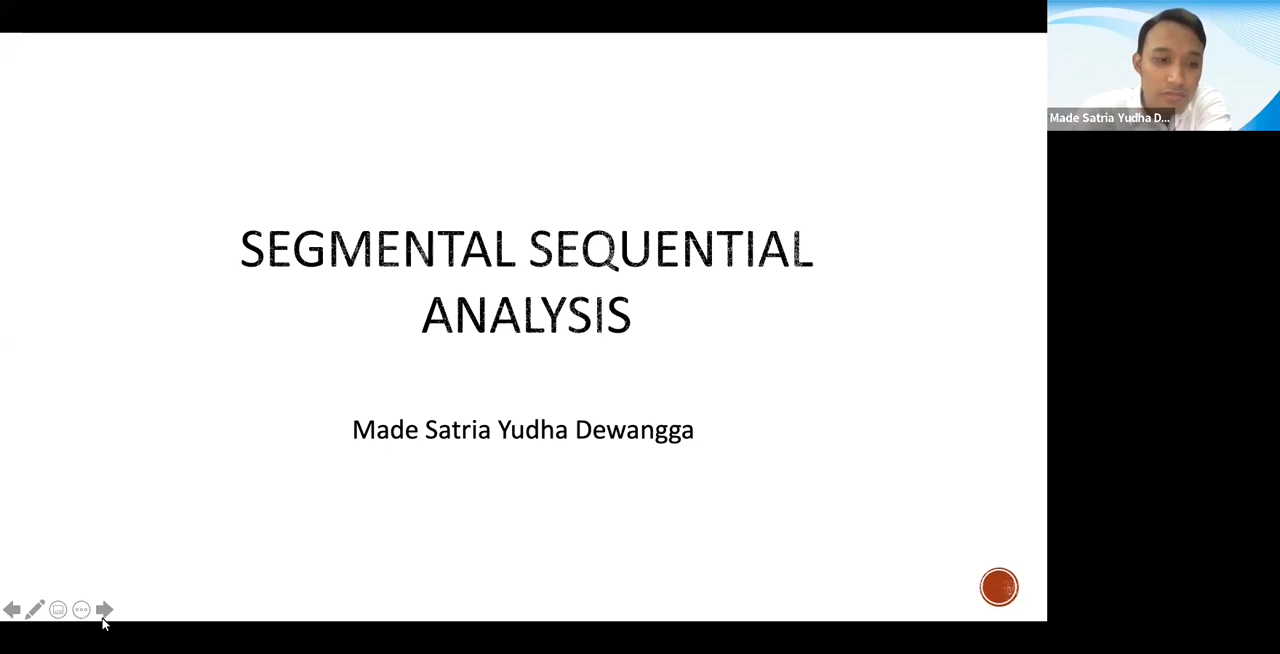 SEGMENTAL SEQUENTIAL
ANALYSIS
Made Satria Yudha Dewangga
Made Satria Yudha D...